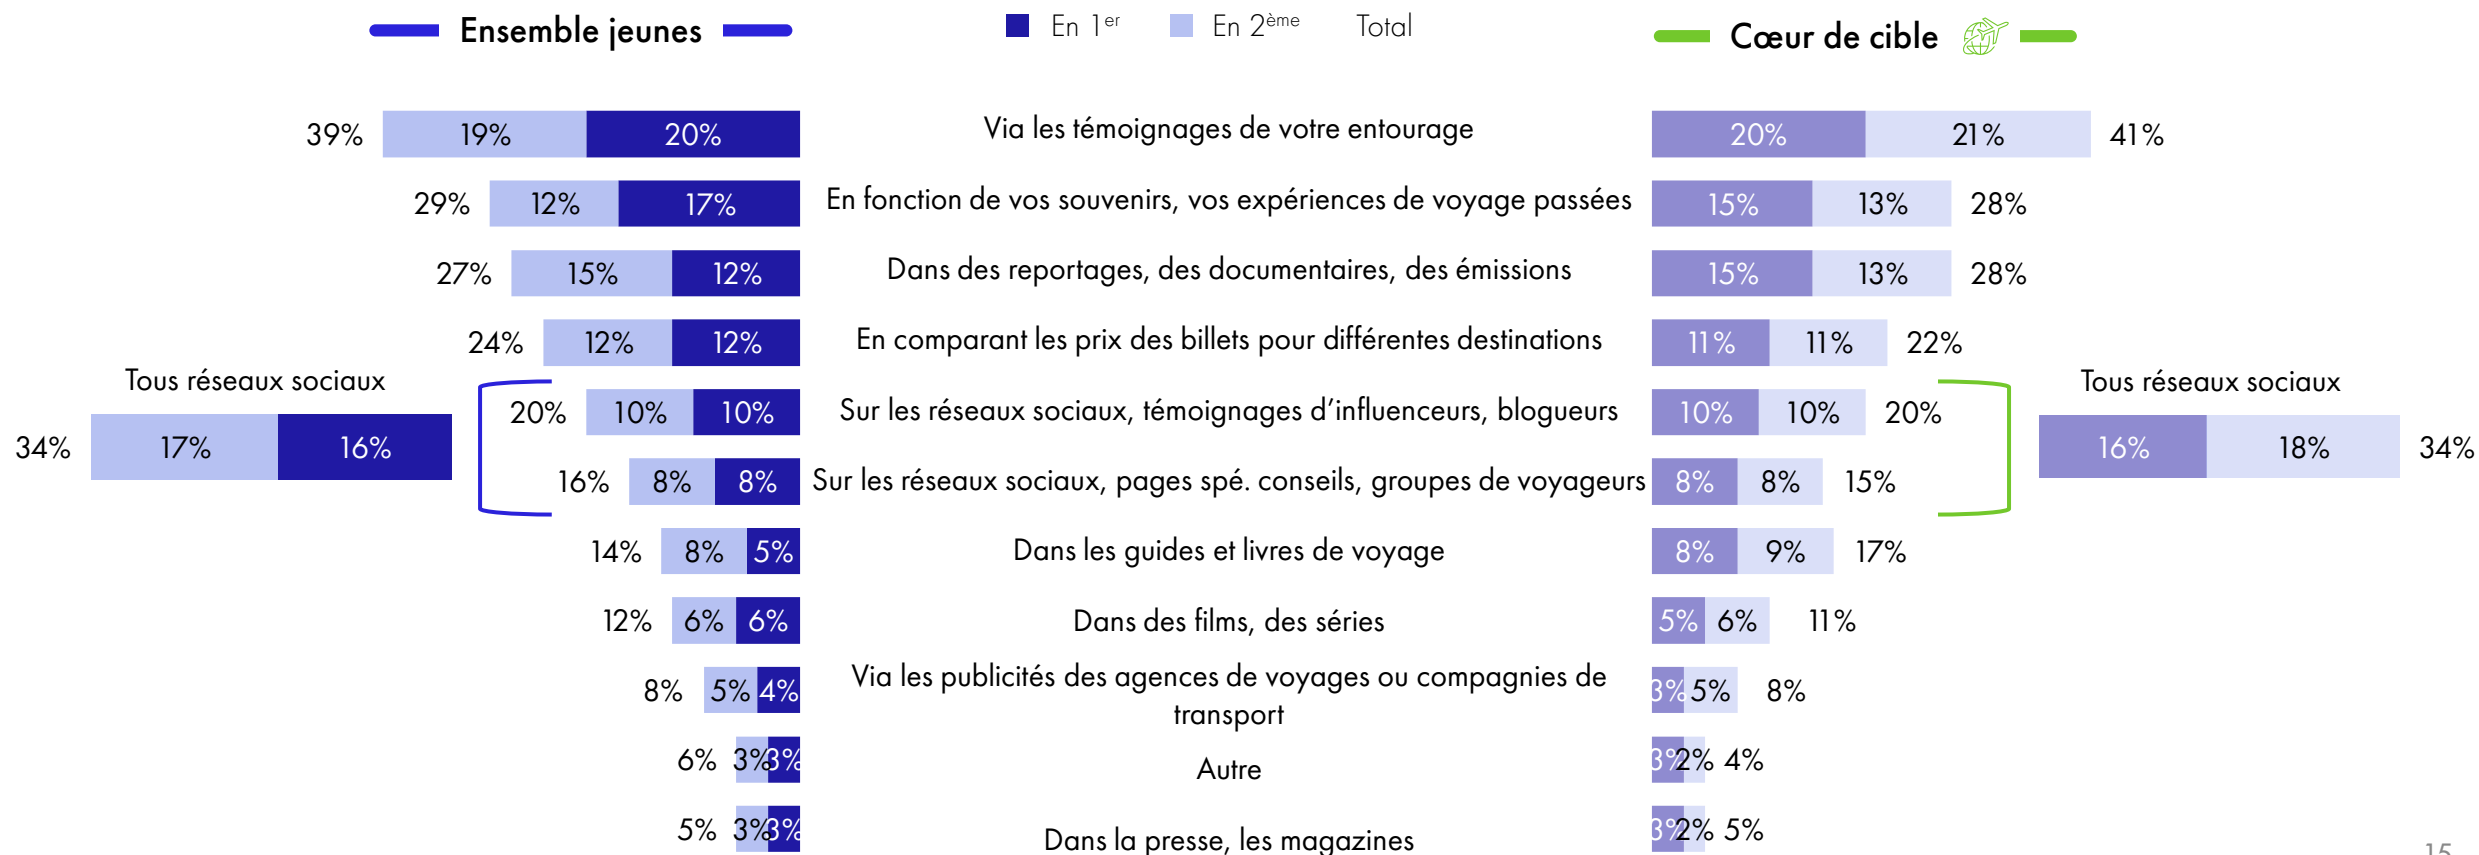 Ensemble jeunes
En 1er En 2ème Total
Cœur de cible
39% 19% 20% Via les témoignages de votre entourage 20% 21% 41%
29% 12% 17% En fonction de vos souvenirs, vos expériences de voyage passées 15% 13% 28%
27% 15% 12% Dans des reportages, des documentaires, des émissions 15% 13% 28%
24% 12% 12% En comparant les prix des billets pour différentes destinations 11% 11% 22%
Tous réseaux sociaux
34% 17% 16%
20% 10% 10% Sur les réseaux sociaux, témoignages d’influenceurs, blogueurs 10% 10% 20%
Tous réseaux sociaux
16% 18% 34%
16% 8% 8% Sur les réseaux sociaux, pages spé. conseils, groupes de voyageurs 8% 8% 15%
14% 8% 5% Dans les guides et livres de voyage 8% 9% 17%
12% 6% 6% Dans des films, des séries 5% 6% 11%
8% 5% 4% Via les publicités des agences de voyages ou compagnies de
transport 3% 5% 8%
6% 3% 3% Autre 3% 2% 4%
5% 3% 3% Dans la presse, les magazines 3% 2% 5%
15